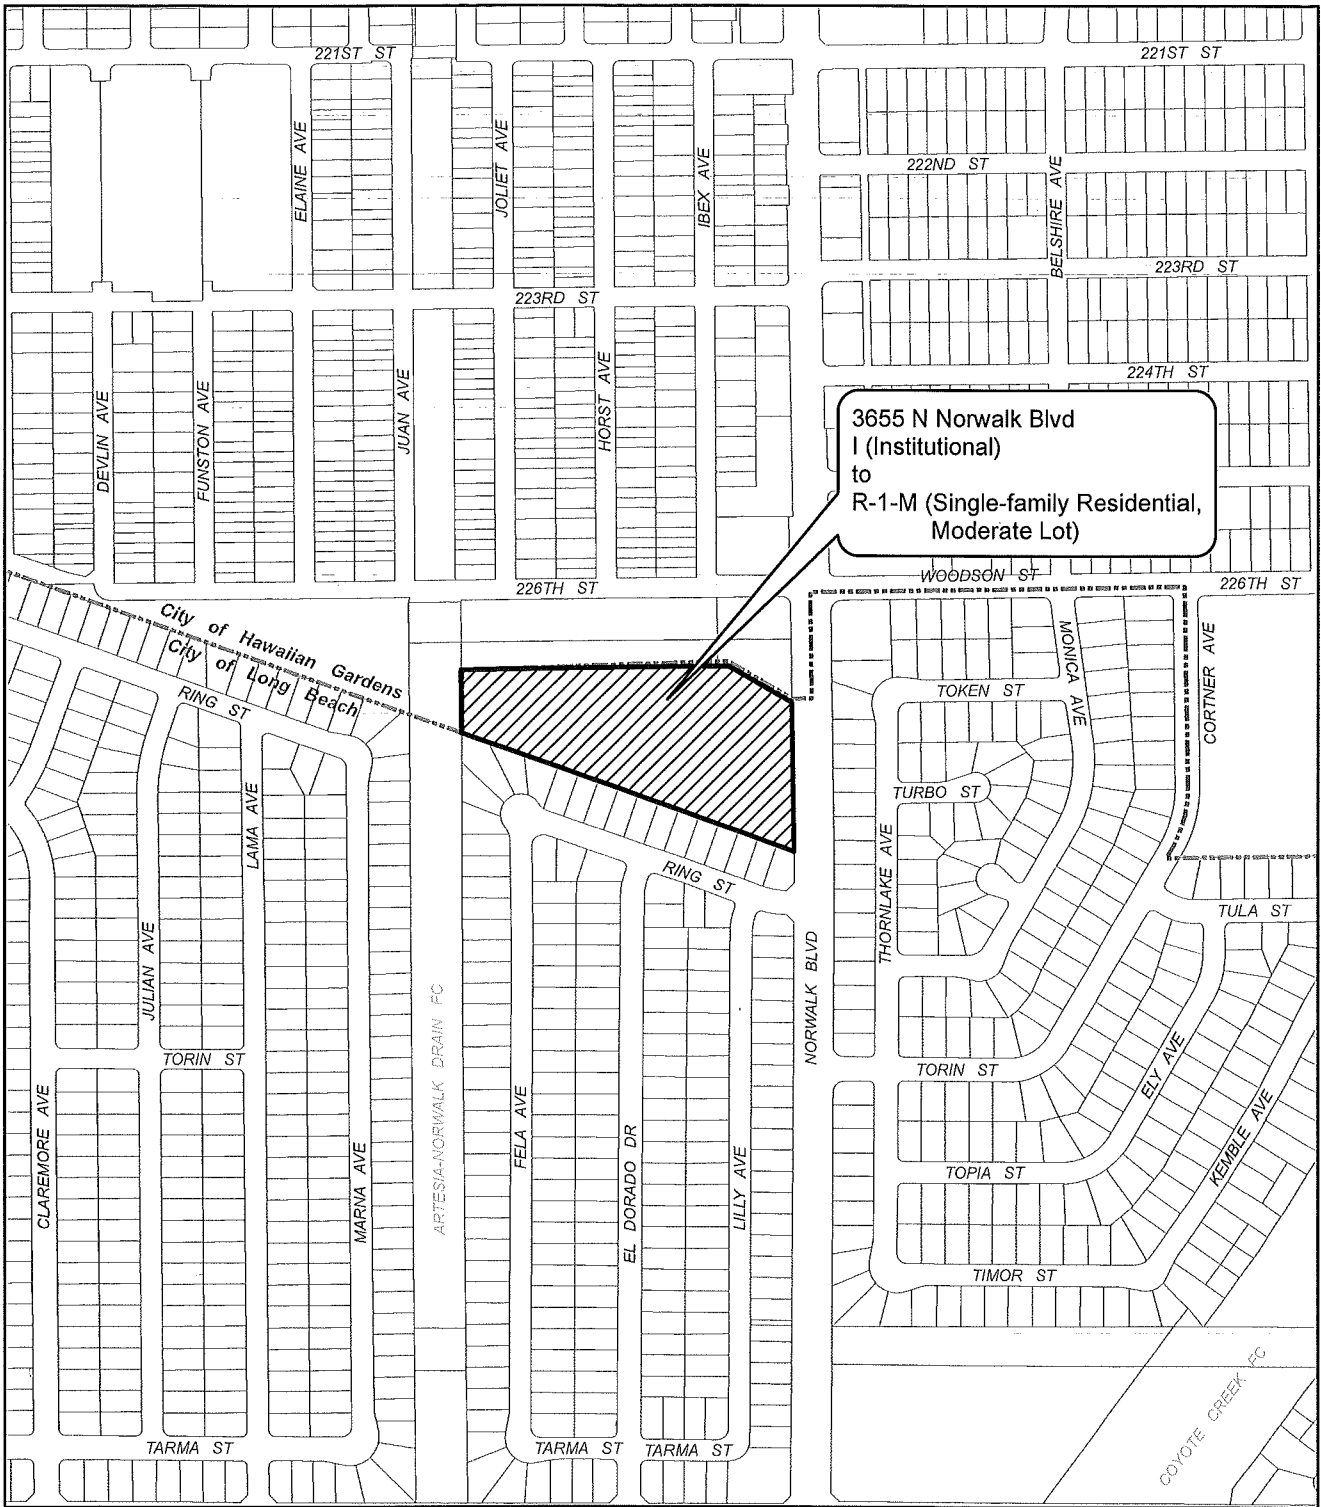 221ST ST
221ST ST
ELAINE AVE
JOLIET AVE
IBEX AVE
222ND ST
BELSHIRE AVE
223RD ST
223RD ST
DEVLIN AVE
FUNSTON AVE
JUAN AVE
HORST AVE
224TH ST
3655 N Norwalk Blvd
I (Institutional)
to
R-1-M (Single-family Residential,
Moderate Lot)
226TH ST
WOODSON ST
226TH ST
City of Hawaiian Gardens
City of Long Beach
RING ST
MONICA AVE
TOKEN ST
CORTNER AVE
TURBO ST
LAMA AVE
THORNLAKE AVE
RING ST
TULA ST
JULIAN AVE
NORWALK BLVD
ARTESIA-NORWALK DRAIN FC
TORIN ST
TORIN ST
ELY AVE
CLAREMORE AVE
FELA AVE
EL DORADO DR
LILLY AVE
MARNA AVE
KEMBLE AVE
TOPIA ST
TIMOR ST
COYOTE CREEK FC
TARMA ST
TARMA ST
TARMA ST